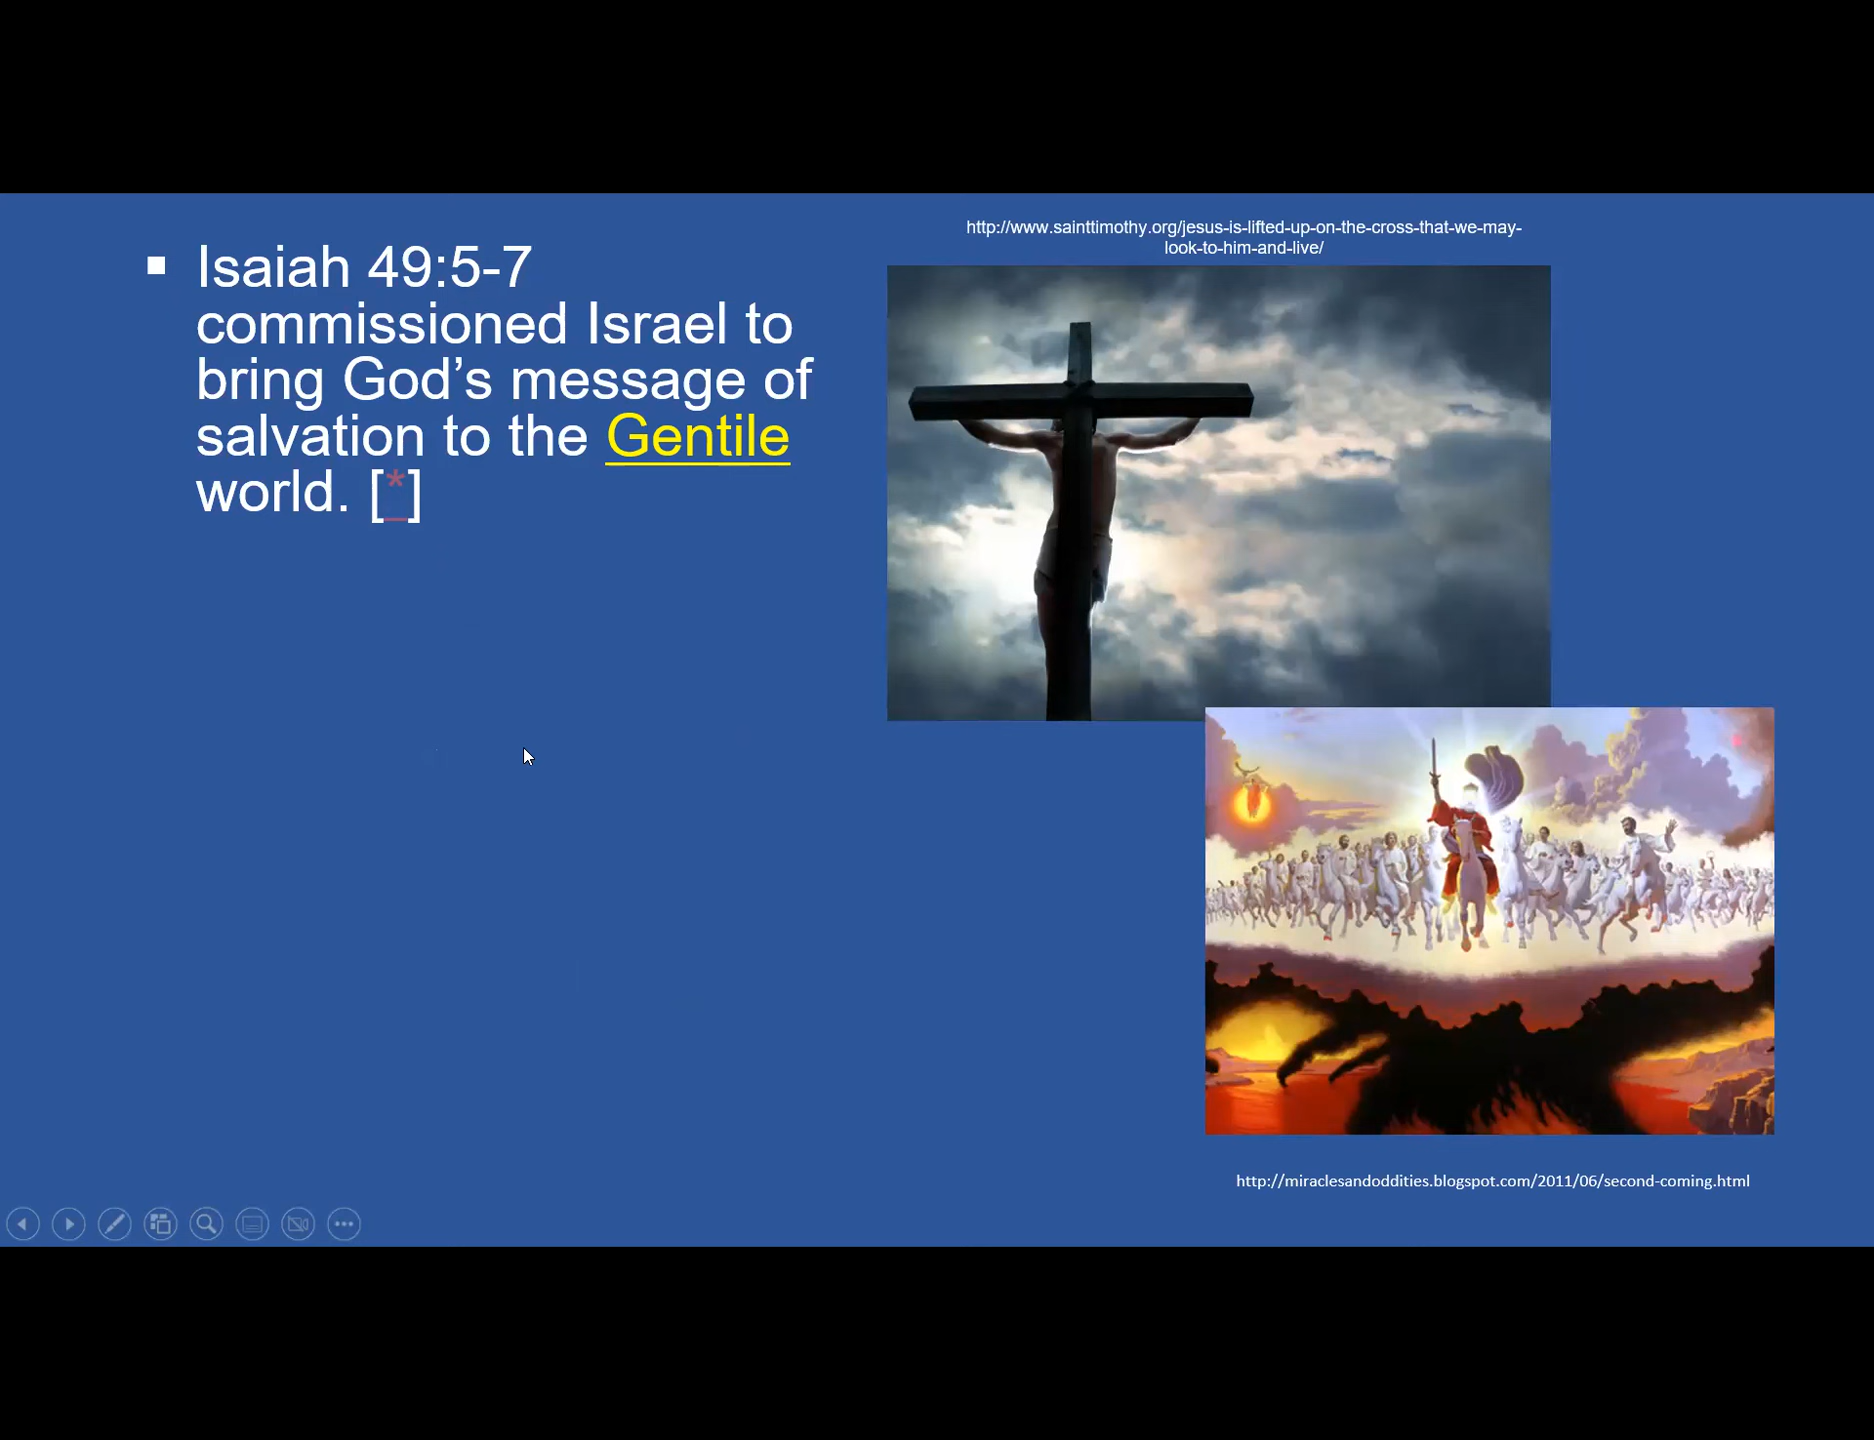 ▪ Isaiah 49:5-7
commissioned Israel to
bring God’s message of
salvation to the Gentile
world. [*]
http://www.sainttimothy.org/jesus-is-lifted-up-on-the-cross-that-we-may-
look-to-him-and-live/
http://miraclesandoddities.blogspot.com/2011/06/second-coming.html